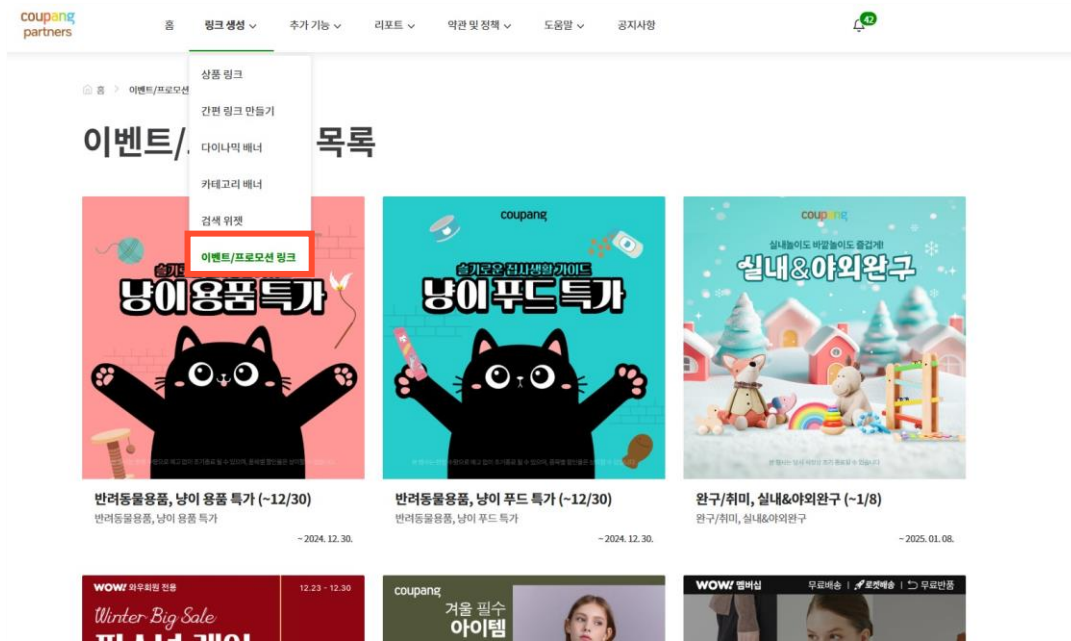 coupang
partners
홈
링크 생성
추가 기능
리포트
약관 및 정책
도움말
공지사항
42
상품 링크
간편 링크 만들기
다이나믹 배너
카테고리 배너
검색 위젯
이벤트/프로모션 링크
홈 > 이벤트/프로모션
이벤트/ 목록
냥이 용품 특가
coupang
슬기로운 집사생활 가이드
냥이 푸드 특가
coupang
실내놀이도 바깥놀이도 즐겁게!
실내&야외완구
반려동물용품, 냥이 용품 특가 (~12/30)
반려동물용품, 냥이 용품 특가
~ 2024. 12. 30.
반려동물용품, 냥이 푸드 특가 (~12/30)
반려동물용품, 냥이 푸드 특가
~ 2024. 12. 30.
완구/취미, 실내&야외완구 (~1/8)
완구/취미, 실내&야외완구
~ 2025. 01. 08.
WOW! 와우회원 전용
12.23 - 12.30
Winter Big Sale
coupang
겨울 필수
아이템
WOW! 멤버십
무료배송 | 로켓배송 | 무료반품